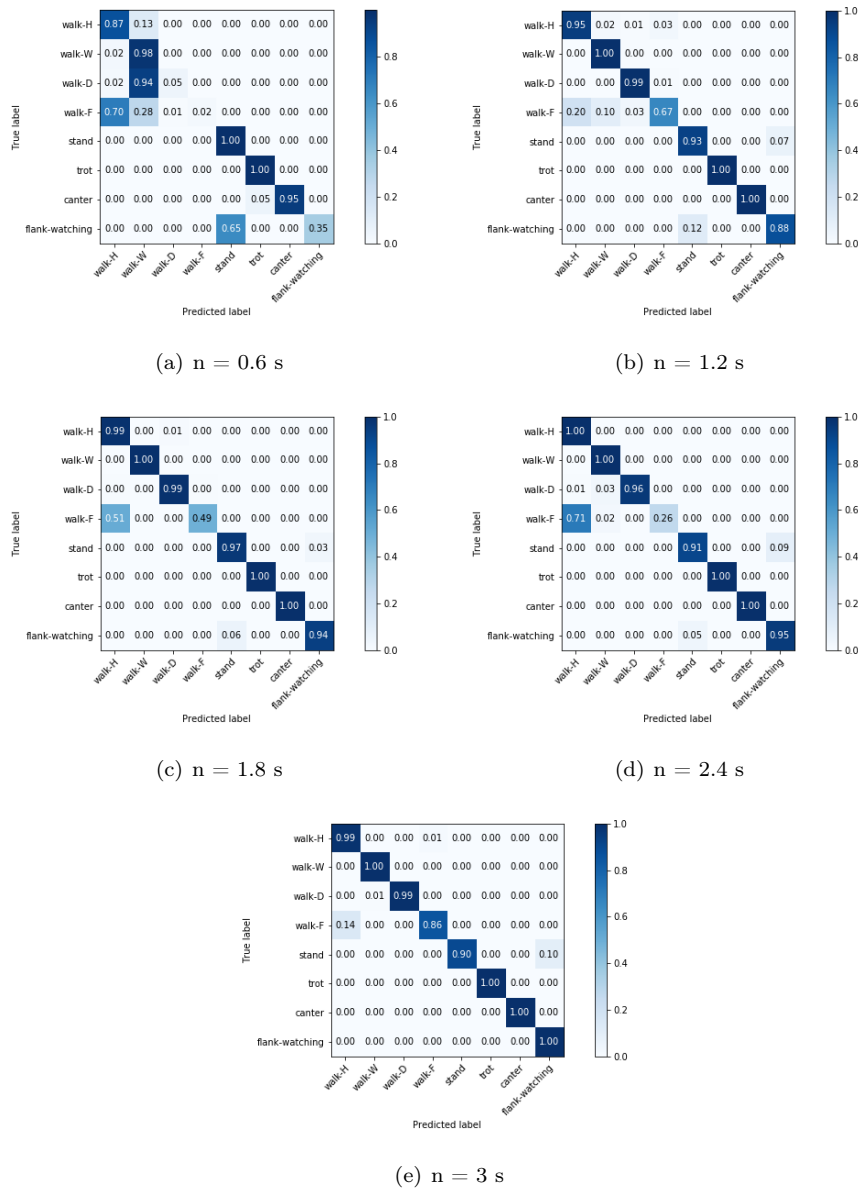 walk-H 0.87 0.13 0.00 0.00 0.00 0.00 0.00 0.00
walk-W 0.02 0.98 0.00 0.00 0.00 0.00 0.00 0.00
walk-D 0.02 0.94 0.05 0.00 0.00 0.00 0.00 0.00
walk-F 0.70 0.28 0.01 0.02 0.00 0.00 0.00 0.00
stand 0.00 0.00 0.00 0.00 1.00 0.00 0.00 0.00
trot 0.00 0.00 0.00 0.00 0.00 1.00 0.00 0.00
canter 0.00 0.00 0.00 0.00 0.00 0.05 0.95 0.00
flank-watching 0.00 0.00 0.00 0.00 0.65 0.00 0.00 0.35
True label
walk-H walk-W walk-D walk-F stand trot canter flank-watching
Predicted label
0.8
0.6
0.4
0.2
0.0
(a) n = 0.6 s
walk-H 0.95 0.02 0.01 0.03 0.00 0.00 0.00 0.00
walk-W 0.00 1.00 0.00 0.00 0.00 0.00 0.00 0.00
walk-D 0.00 0.00 0.99 0.01 0.00 0.00 0.00 0.00
walk-F 0.20 0.10 0.03 0.67 0.00 0.00 0.00 0.00
stand 0.00 0.00 0.00 0.00 0.93 0.00 0.00 0.07
trot 0.00 0.00 0.00 0.00 0.00 1.00 0.00 0.00
canter 0.00 0.00 0.00 0.00 0.00 0.00 1.00 0.00
flank-watching 0.00 0.00 0.00 0.00 0.12 0.00 0.00 0.88
True label
walk-H walk-W walk-D walk-F stand trot canter flank-watching
Predicted label
1.0
0.8
0.6
0.4
0.2
0.0
(b) n = 1.2 s
walk-H 0.99 0.00 0.01 0.00 0.00 0.00 0.00 0.00
walk-W 0.00 1.00 0.00 0.00 0.00 0.00 0.00 0.00
walk-D 0.00 0.00 0.99 0.00 0.00 0.00 0.00 0.00
walk-F 0.51 0.00 0.00 0.49 0.00 0.00 0.00 0.00
stand 0.00 0.00 0.00 0.00 0.97 0.00 0.00 0.03
trot 0.00 0.00 0.00 0.00 0.00 1.00 0.00 0.00
canter 0.00 0.00 0.00 0.00 0.00 0.00 1.00 0.00
flank-watching 0.00 0.00 0.00 0.00 0.06 0.00 0.00 0.94
True label
walk-H walk-W walk-D walk-F stand trot canter flank-watching
Predicted label
1.0
0.8
0.6
0.4
0.2
0.0
(c) n = 1.8 s
walk-H 1.00 0.00 0.00 0.00 0.00 0.00 0.00 0.00
walk-W 0.00 1.00 0.00 0.00 0.00 0.00 0.00 0.00
walk-D 0.01 0.03 0.96 0.00 0.00 0.00 0.00 0.00
walk-F 0.71 0.02 0.00 0.26 0.00 0.00 0.00 0.00
stand 0.00 0.00 0.00 0.00 0.91 0.00 0.00 0.09
trot 0.00 0.00 0.00 0.00 0.00 1.00 0.00 0.00
canter 0.00 0.00 0.00 0.00 0.00 0.00 1.00 0.00
flank-watching 0.00 0.00 0.00 0.00 0.05 0.00 0.00 0.95
True label
walk-H walk-W walk-D walk-F stand trot canter flank-watching
Predicted label
1.0
0.8
0.6
0.4
0.2
0.0
(d) n = 2.4 s
walk-H 0.99 0.00 0.00 0.01 0.00 0.00 0.00 0.00
walk-W 0.00 1.00 0.00 0.00 0.00 0.00 0.00 0.00
walk-D 0.00 0.01 0.99 0.00 0.00 0.00 0.00 0.00
walk-F 0.14 0.00 0.00 0.86 0.00 0.00 0.00 0.00
stand 0.00 0.00 0.00 0.00 0.90 0.00 0.00 0.10
trot 0.00 0.00 0.00 0.00 0.00 1.00 0.00 0.00
canter 0.00 0.00 0.00 0.00 0.00 0.00 1.00 0.00
flank-watching 0.00 0.00 0.00 0.00 0.00 0.00 0.00 1.00
True label
walk-H walk-W walk-D walk-F stand trot canter flank-watching
Predicted label
1.0
0.8
0.6
0.4
0.2
0.0
(e) n = 3 s